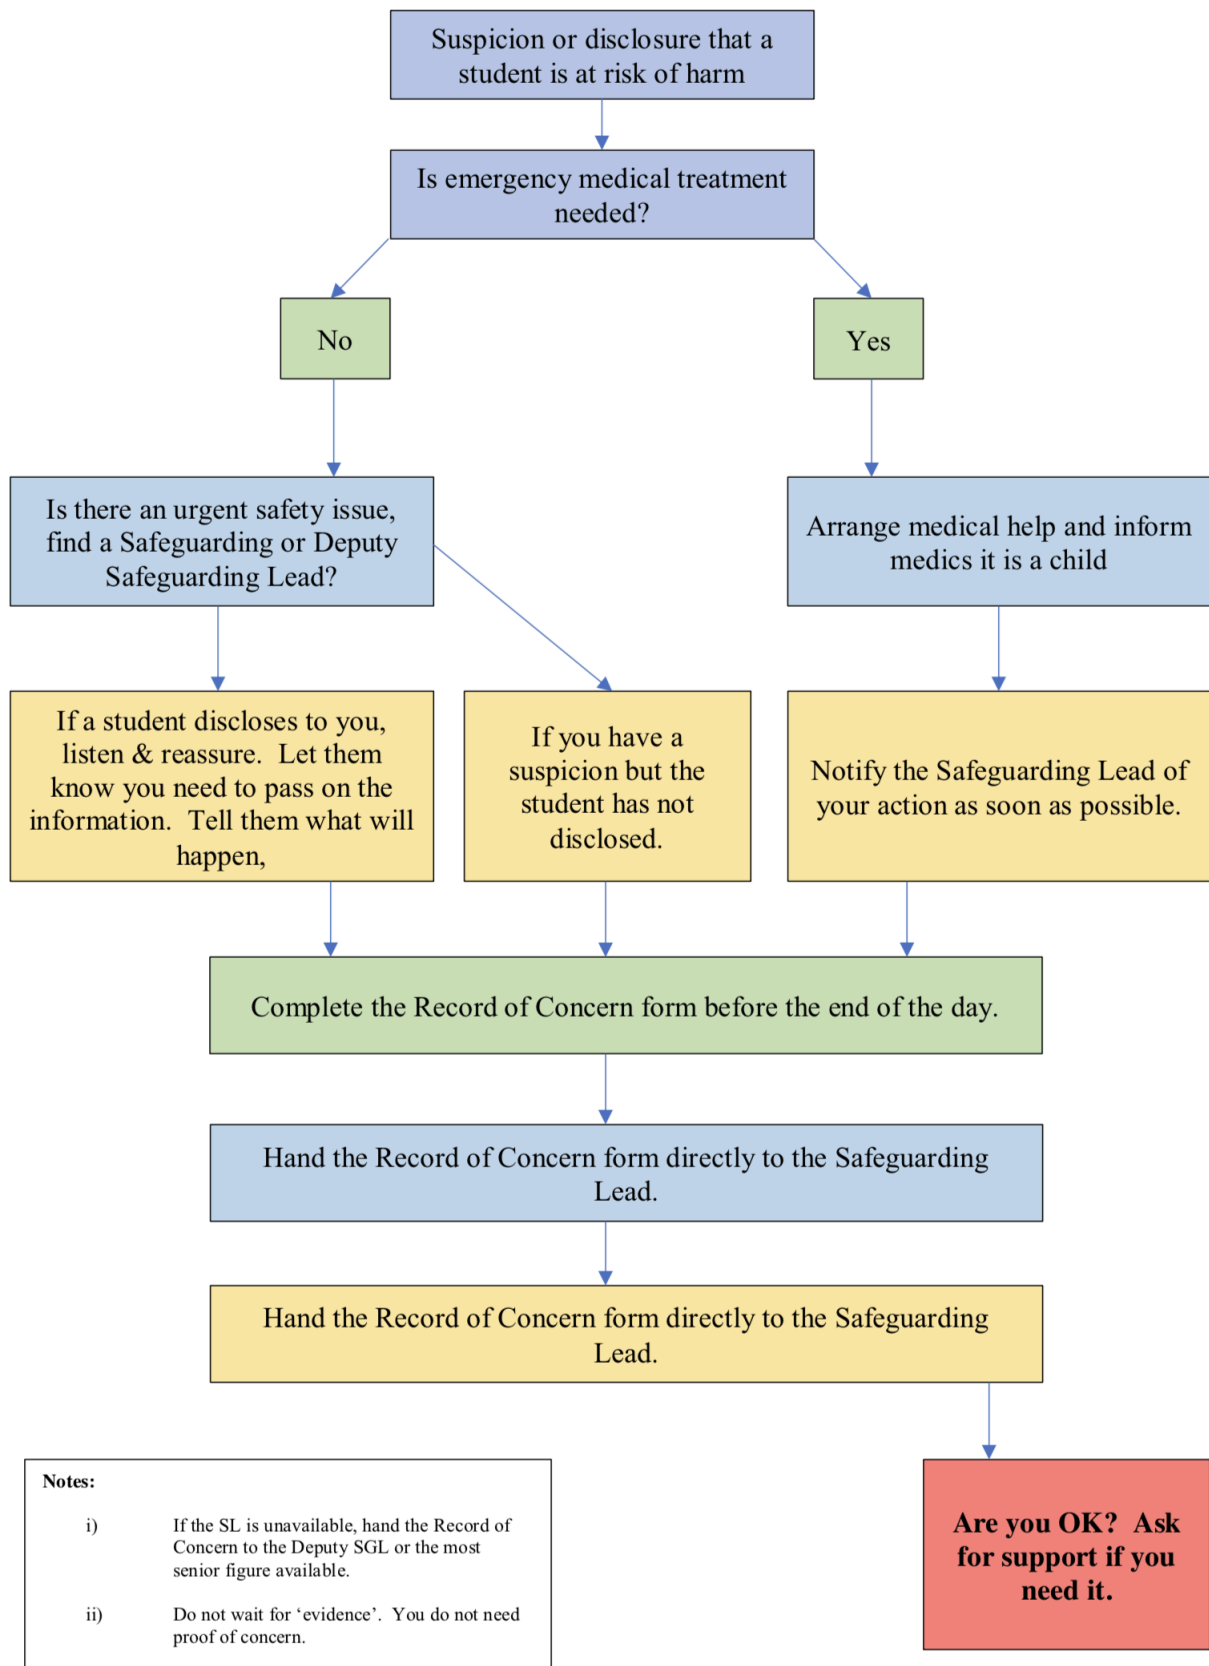 Suspicion or disclosure that a
student is at risk of harm
Is emergency medical treatment
needed?
No
Yes
Is there an urgent safety issue,
find a Safeguarding or Deputy
Safeguarding Lead?
Arrange medical help and inform
medics it is a child
If a student discloses to you,
listen & reassure.  Let them
know you need to pass on the
information.  Tell them what will
happen,
If you have a
suspicion but the
student has not
disclosed.
Notify the Safeguarding Lead of
your action as soon as possible.
Complete the Record of Concern form before the end of the day.
Hand the Record of Concern form directly to the Safeguarding
Lead.
Hand the Record of Concern form directly to the Safeguarding
Lead.
Notes:
i) If the SL is unavailable, hand the Record of
Concern to the Deputy SGL or the most
senior figure available.
ii) Do not wait for ‘evidence’.  You do not need
proof of concern.
Are you OK?  Ask
for support if you
need it.